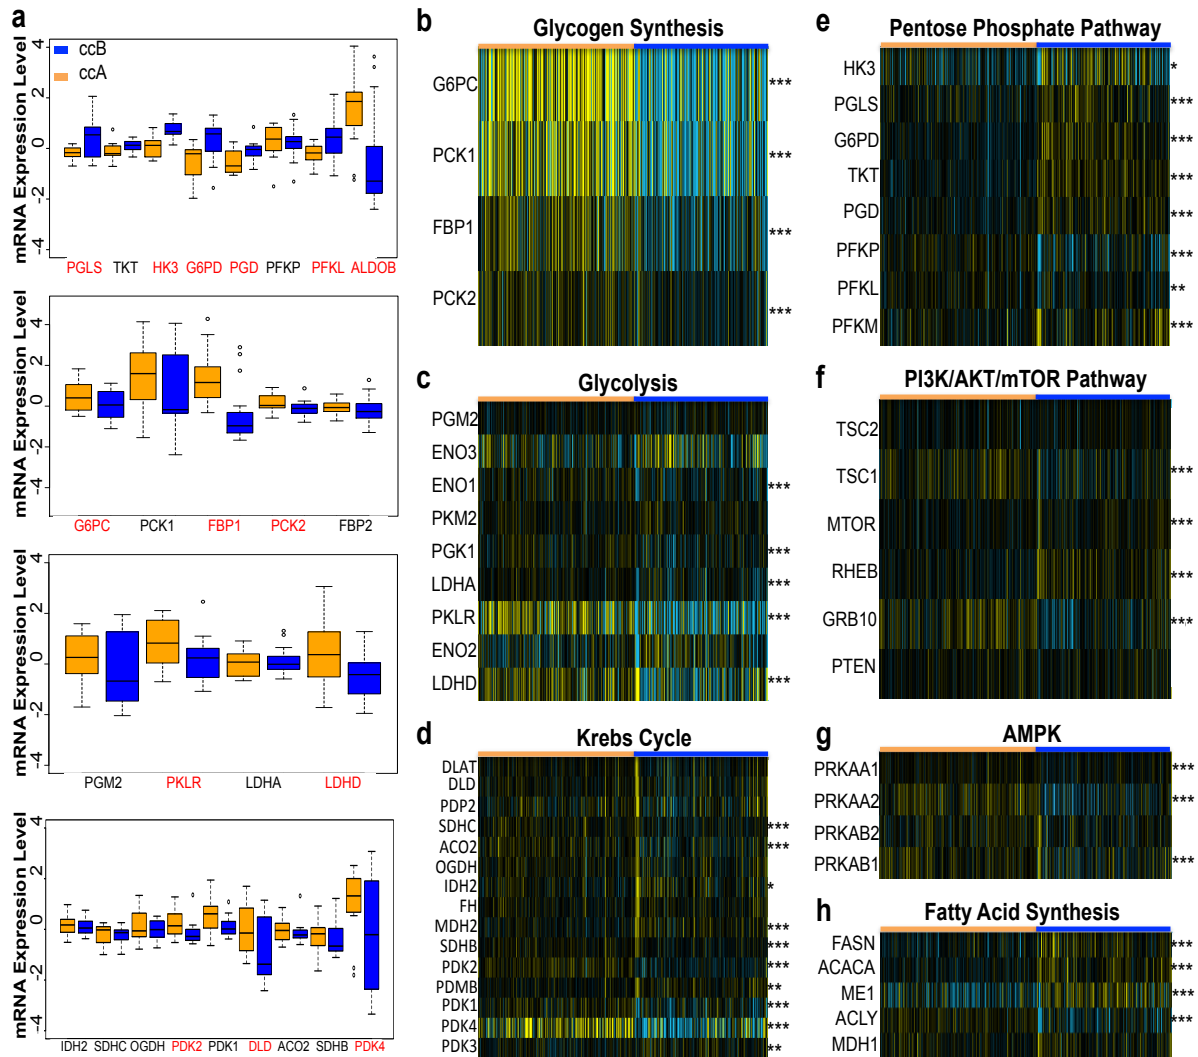 a
mRNA Expression Level
4
2
0
-2
-4
ccB
ccA
PGLS TKT HK3 G6PD PGD PFKP PFKL ALDOB
mRNA Expression Level
4
2
0
-2
-4
G6PC PCK1 FBP1 PCK2 FBP2
mRNA Expression Level
4
2
0
-2
-4
PGM2 PKLR LDHA LDHD
mRNA Expression Level
4
2
0
-2
-4
IDH2 SDHC OGDH PDK2 PDK1 DLD ACO2 SDHB PDK4
b
Glycogen Synthesis
G6PC ***
PCK1 ***
FBP1 ***
PCK2 ***
c
Glycolysis
PGM2
ENO3
ENO1 ***
PKM2
PGK1 ***
LDHA ***
PKLR ***
ENO2
LDHD ***
d
Krebs Cycle
DLAT
DLD
PDP2
SDHC ***
ACO2 ***
OGDH
IDH2 *
FH
MDH2 ***
SDHB ***
PDK2 ***
PDMB **
PDK1 ***
PDK4 ***
PDK3 **
e
Pentose Phosphate Pathway
HK3 *
PGLS ***
G6PD ***
TKT ***
PGD ***
PFKP ***
PFKL **
PFKM ***
f
PI3K/AKT/mTOR Pathway
TSC2
TSC1 ***
MTOR ***
RHEB ***
GRB10 ***
PTEN
g
AMPK
PRKAA1 ***
PRKAA2 ***
PRKAB2
PRKAB1 ***
h
Fatty Acid Synthesis
FASN ***
ACACA ***
ME1 ***
ACLY ***
MDH1